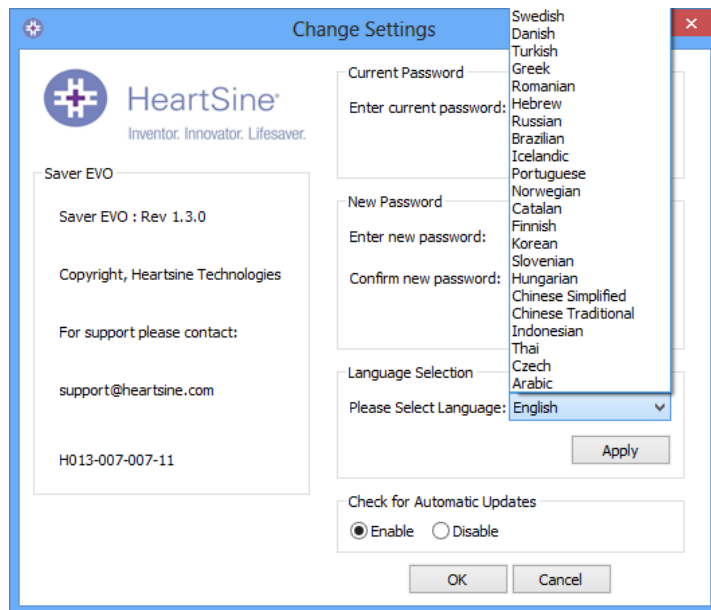 Change Settings
HeartSine®
Inventor. Innovator. Lifesaver.
Saver EVO
Saver EVO : Rev 1.3.0
Copyright, Heartsine Technologies
For support please contact:
support@heartsine.com
H013-007-007-11
Current Password
Enter current password:
New Password
Enter new password:
Confirm new password:
Swedish
Danish
Turkish
Greek
Romanian
Hebrew
Russian
Brazilian
Icelandic
Portuguese
Norwegian
Catalan
Finnish
Korean
Slovenian
Hungarian
Chinese Simplified
Chinese Traditional
Indonesian
Thai
Czech
Arabic
Language Selection
Please Select Language: English
Apply
Check for Automatic Updates
Enable Disable
OK Cancel